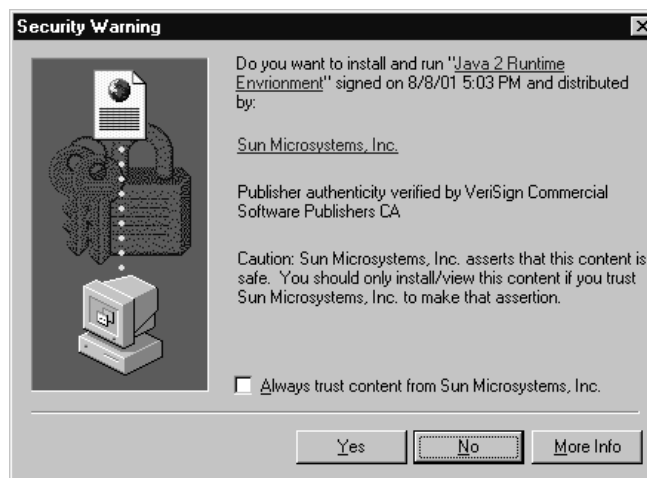 Security Warning
Do you want to install and run "Java 2 Runtime
Envrionment" signed on 8/8/01 5:03 PM and distributed
by:
Sun Microsystems, Inc.
Publisher authenticity verified by VeriSign Commercial
Software Publishers CA
Caution: Sun Microsystems, Inc. asserts that this content is
safe. You should only install/view this content if you trust
Sun Microsystems, Inc. to make that assertion.
Always trust content from Sun Microsystems, Inc.
Yes
No
More Info